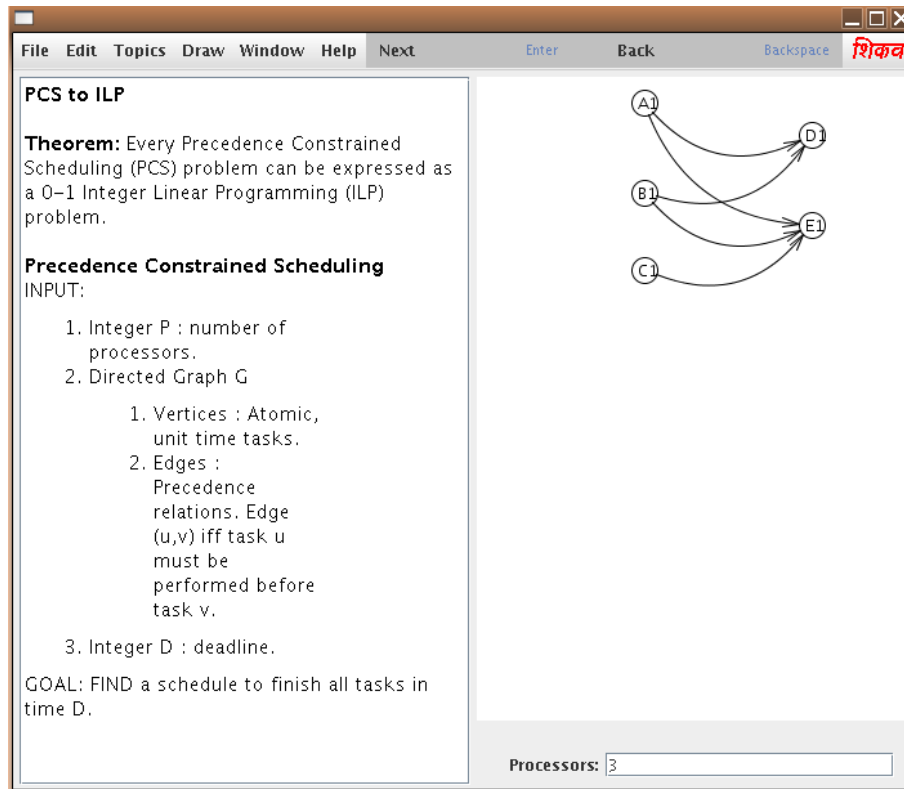 File Edit Topics Draw Window Help Next Enter Back Backspace
PCS to ILP
Theorem: Every Precedence Constrained
Scheduling (PCS) problem can be expressed as
a 0–1 Integer Linear Programming (ILP)
problem.
Precedence Constrained Scheduling
INPUT:
1. Integer P : number of
processors.
2. Directed Graph G
1. Vertices : Atomic,
unit time tasks.
2. Edges :
Precedence
relations. Edge
(u,v) iff task u
must be
performed before
task v.
3. Integer D : deadline.
GOAL: FIND a schedule to finish all tasks in
time D.
A1
D1
B1
E1
C1
Processors: 3